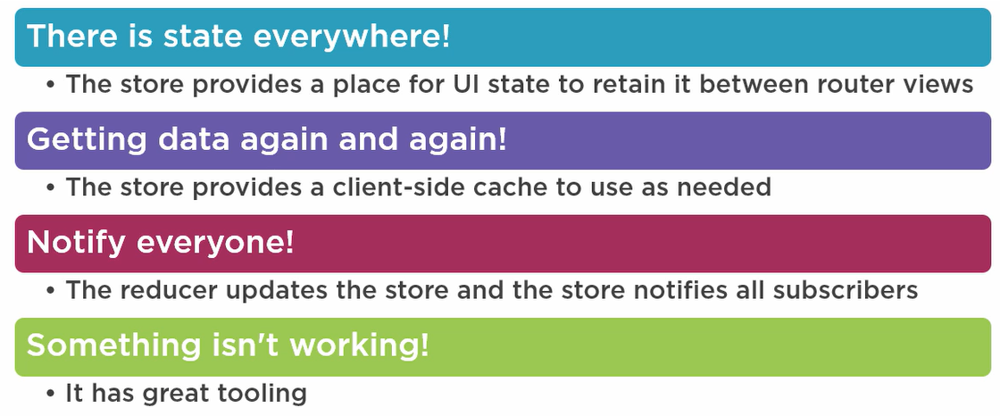 There is state everywhere!
• The store provides a place for UI state to retain it between router views
Getting data again and again!
• The store provides a client-side cache to use as needed
Notify everyone!
• The reducer updates the store and the store notifies all subscribers
Something isn't working!
• It has great tooling